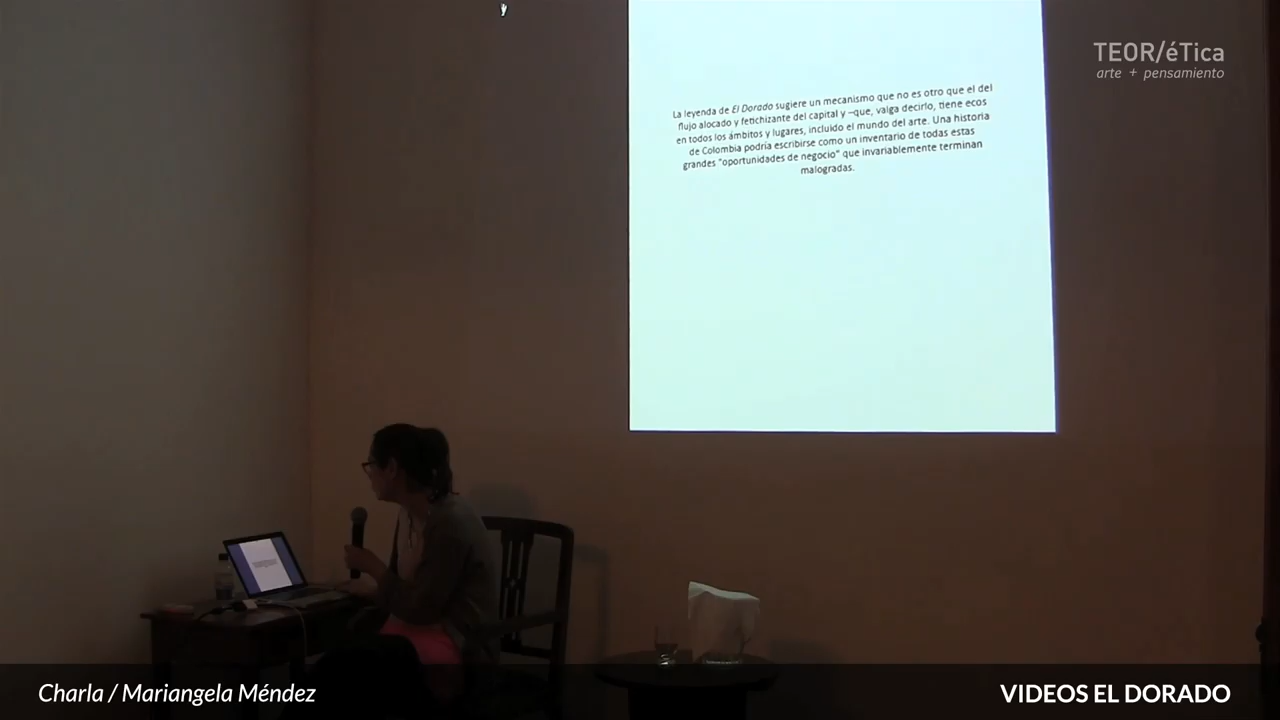 TEOR/éTica
arte + pensamiento
La leyenda de El Dorado sugiere un mecanismo que no es otro que el del
flujo alocado y fetichizante del capital y –que, valga decirlo, tiene ecos
en todos los ámbitos y lugares, incluido el mundo del arte. Una historia
de Colombia podría escribirse como un inventario de todas estas
grandes "oportunidades de negocio" que invariablemente terminan
malogradas.
Charla / Mariangela Méndez
VIDEOS EL DORADO